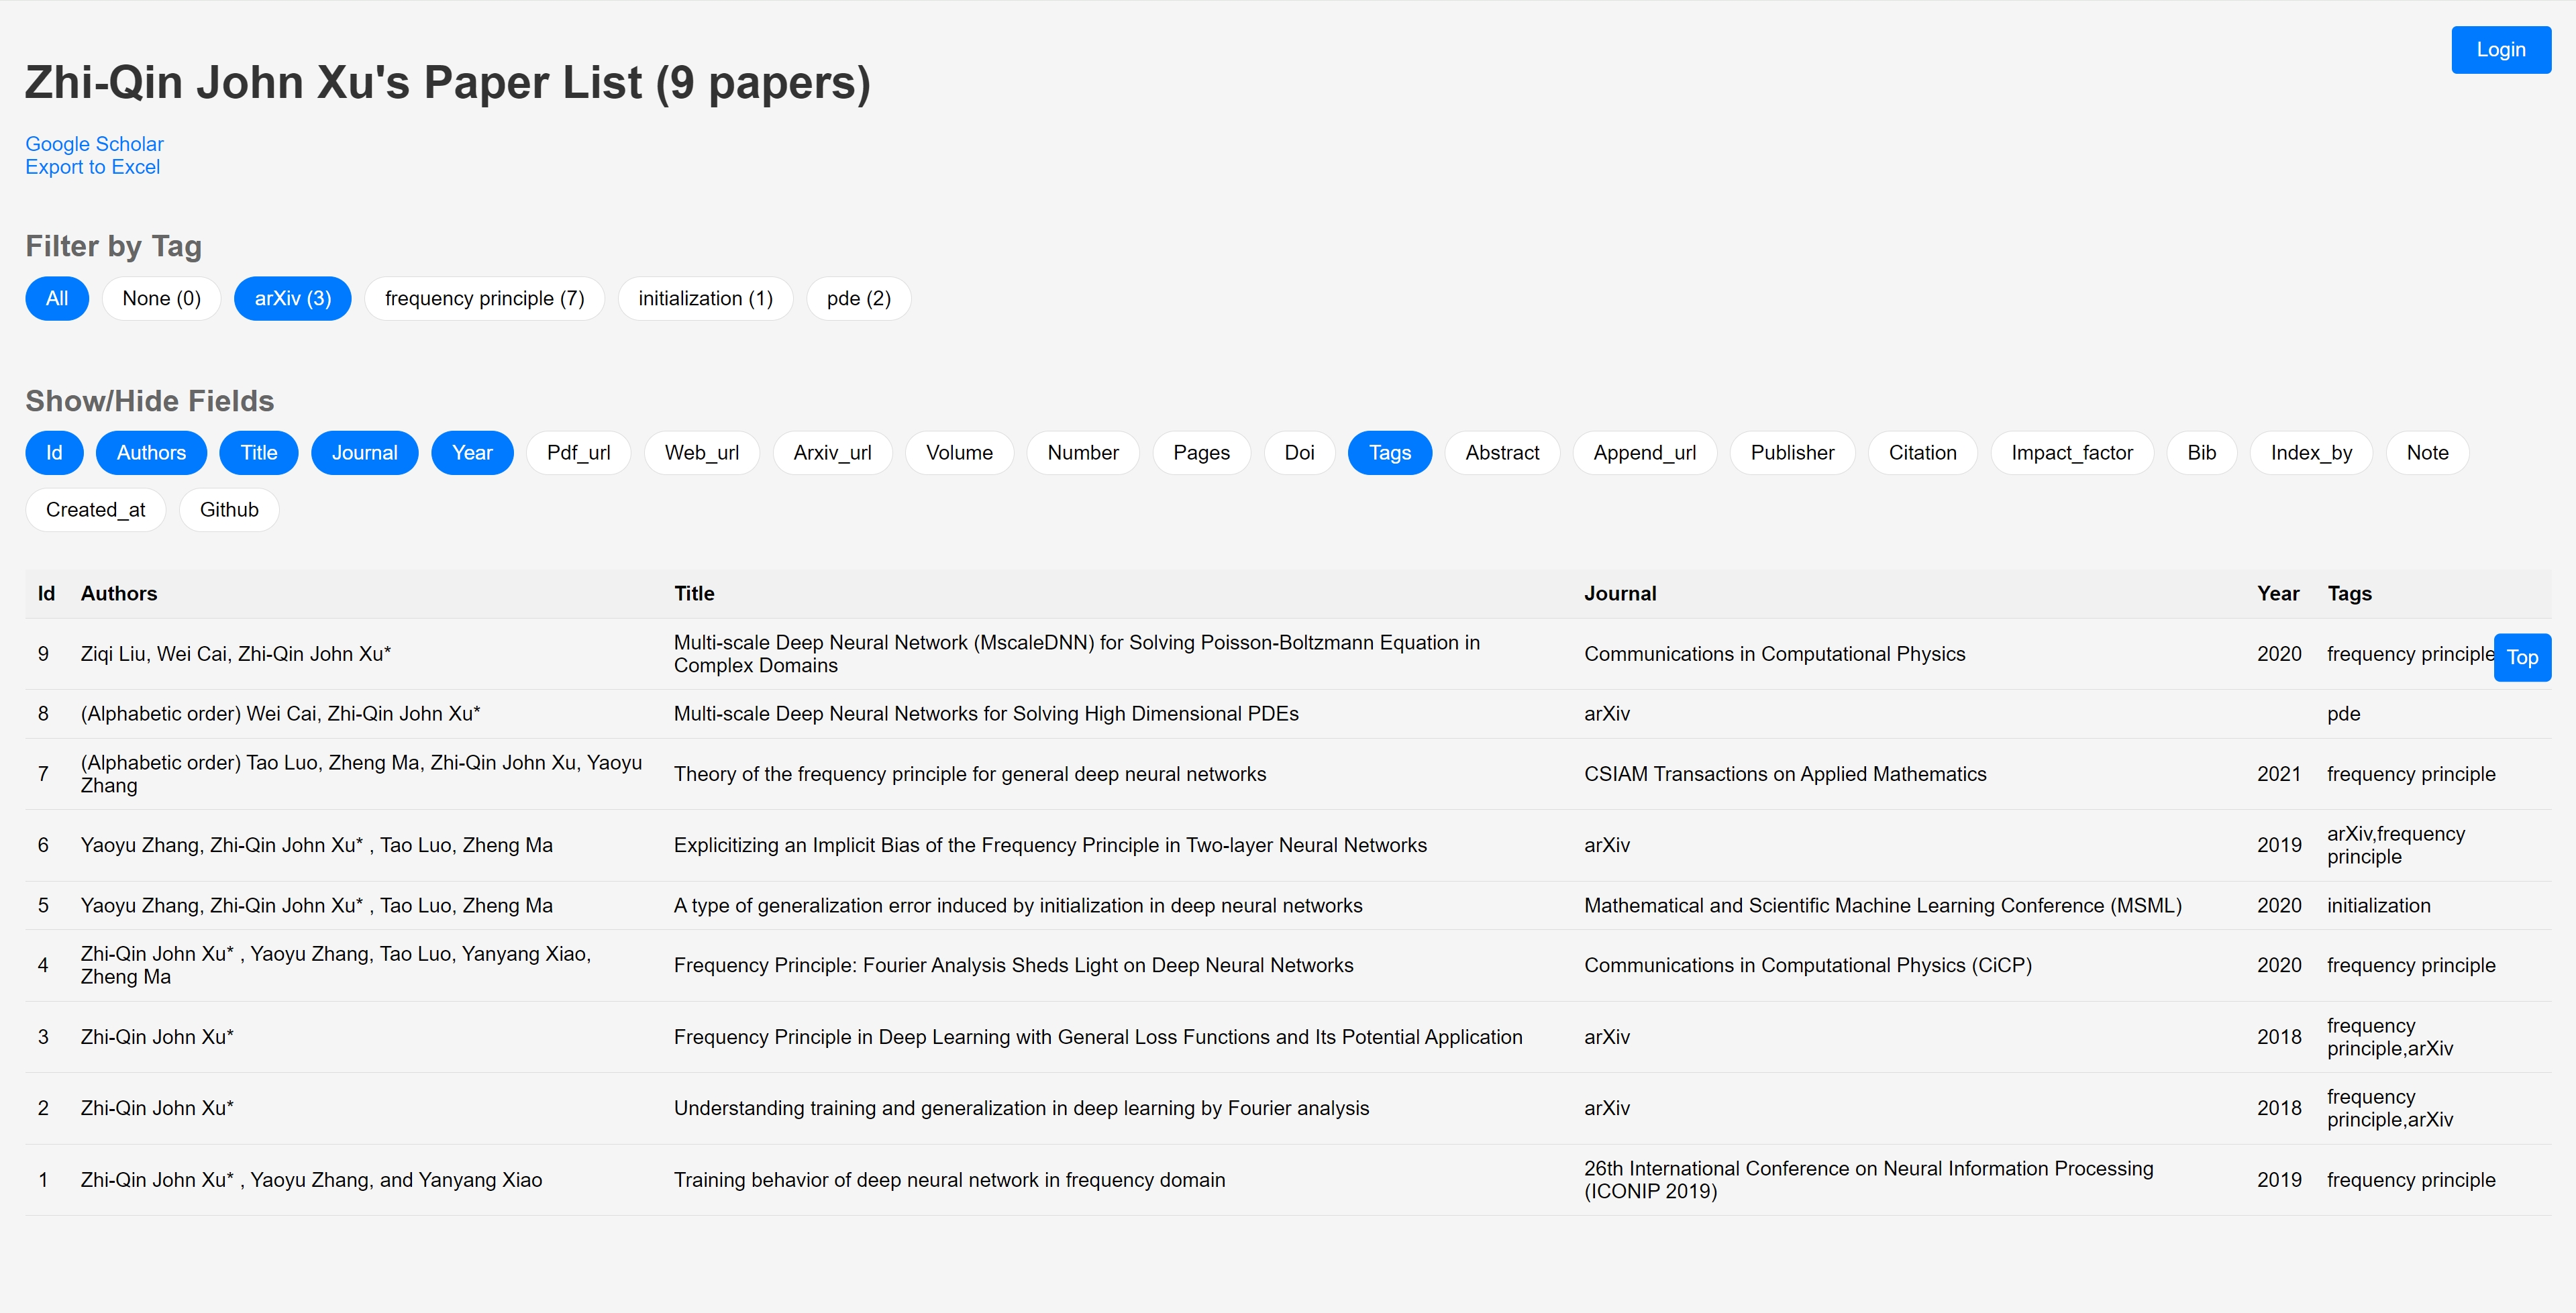 Login
Zhi-Qin John Xu's Paper List (9 papers)
Google Scholar
Export to Excel
Filter by Tag
All None (0) arXiv (3) frequency principle (7) initialization (1) pde (2)
Show/Hide Fields
Id Authors Title Journal Year Pdf_url Web_url Arxiv_url Volume Number Pages Doi Tags Abstract Append_url Publisher Citation Impact_factor Bib Index_by Note
Created_at Github
Id Authors Title Journal Year Tags
9 Ziqi Liu, Wei Cai, Zhi-Qin John Xu* Multi-scale Deep Neural Network (MscaleDNN) for Solving Poisson-Boltzmann Equation in
Complex Domains Communications in Computational Physics 2020 frequency principle
Top
8 (Alphabetic order) Wei Cai, Zhi-Qin John Xu* Multi-scale Deep Neural Networks for Solving High Dimensional PDEs arXiv pde
7 (Alphabetic order) Tao Luo, Zheng Ma, Zhi-Qin John Xu, Yaoyu
Zhang Theory of the frequency principle for general deep neural networks CSIAM Transactions on Applied Mathematics 2021 frequency principle
6 Yaoyu Zhang, Zhi-Qin John Xu* , Tao Luo, Zheng Ma Explicitizing an Implicit Bias of the Frequency Principle in Two-layer Neural Networks arXiv 2019 arXiv,frequency
principle
5 Yaoyu Zhang, Zhi-Qin John Xu* , Tao Luo, Zheng Ma A type of generalization error induced by initialization in deep neural networks Mathematical and Scientific Machine Learning Conference (MSML) 2020 initialization
4 Zhi-Qin John Xu* , Yaoyu Zhang, Tao Luo, Yanyang Xiao,
Zheng Ma Frequency Principle: Fourier Analysis Sheds Light on Deep Neural Networks Communications in Computational Physics (CiCP) 2020 frequency principle
3 Zhi-Qin John Xu* Frequency Principle in Deep Learning with General Loss Functions and Its Potential Application arXiv 2018 frequency
principle,arXiv
2 Zhi-Qin John Xu* Understanding training and generalization in deep learning by Fourier analysis arXiv 2018 frequency
principle,arXiv
1 Zhi-Qin John Xu* , Yaoyu Zhang, and Yanyang Xiao Training behavior of deep neural network in frequency domain 26th International Conference on Neural Information Processing
(ICONIP 2019) 2019 frequency principle